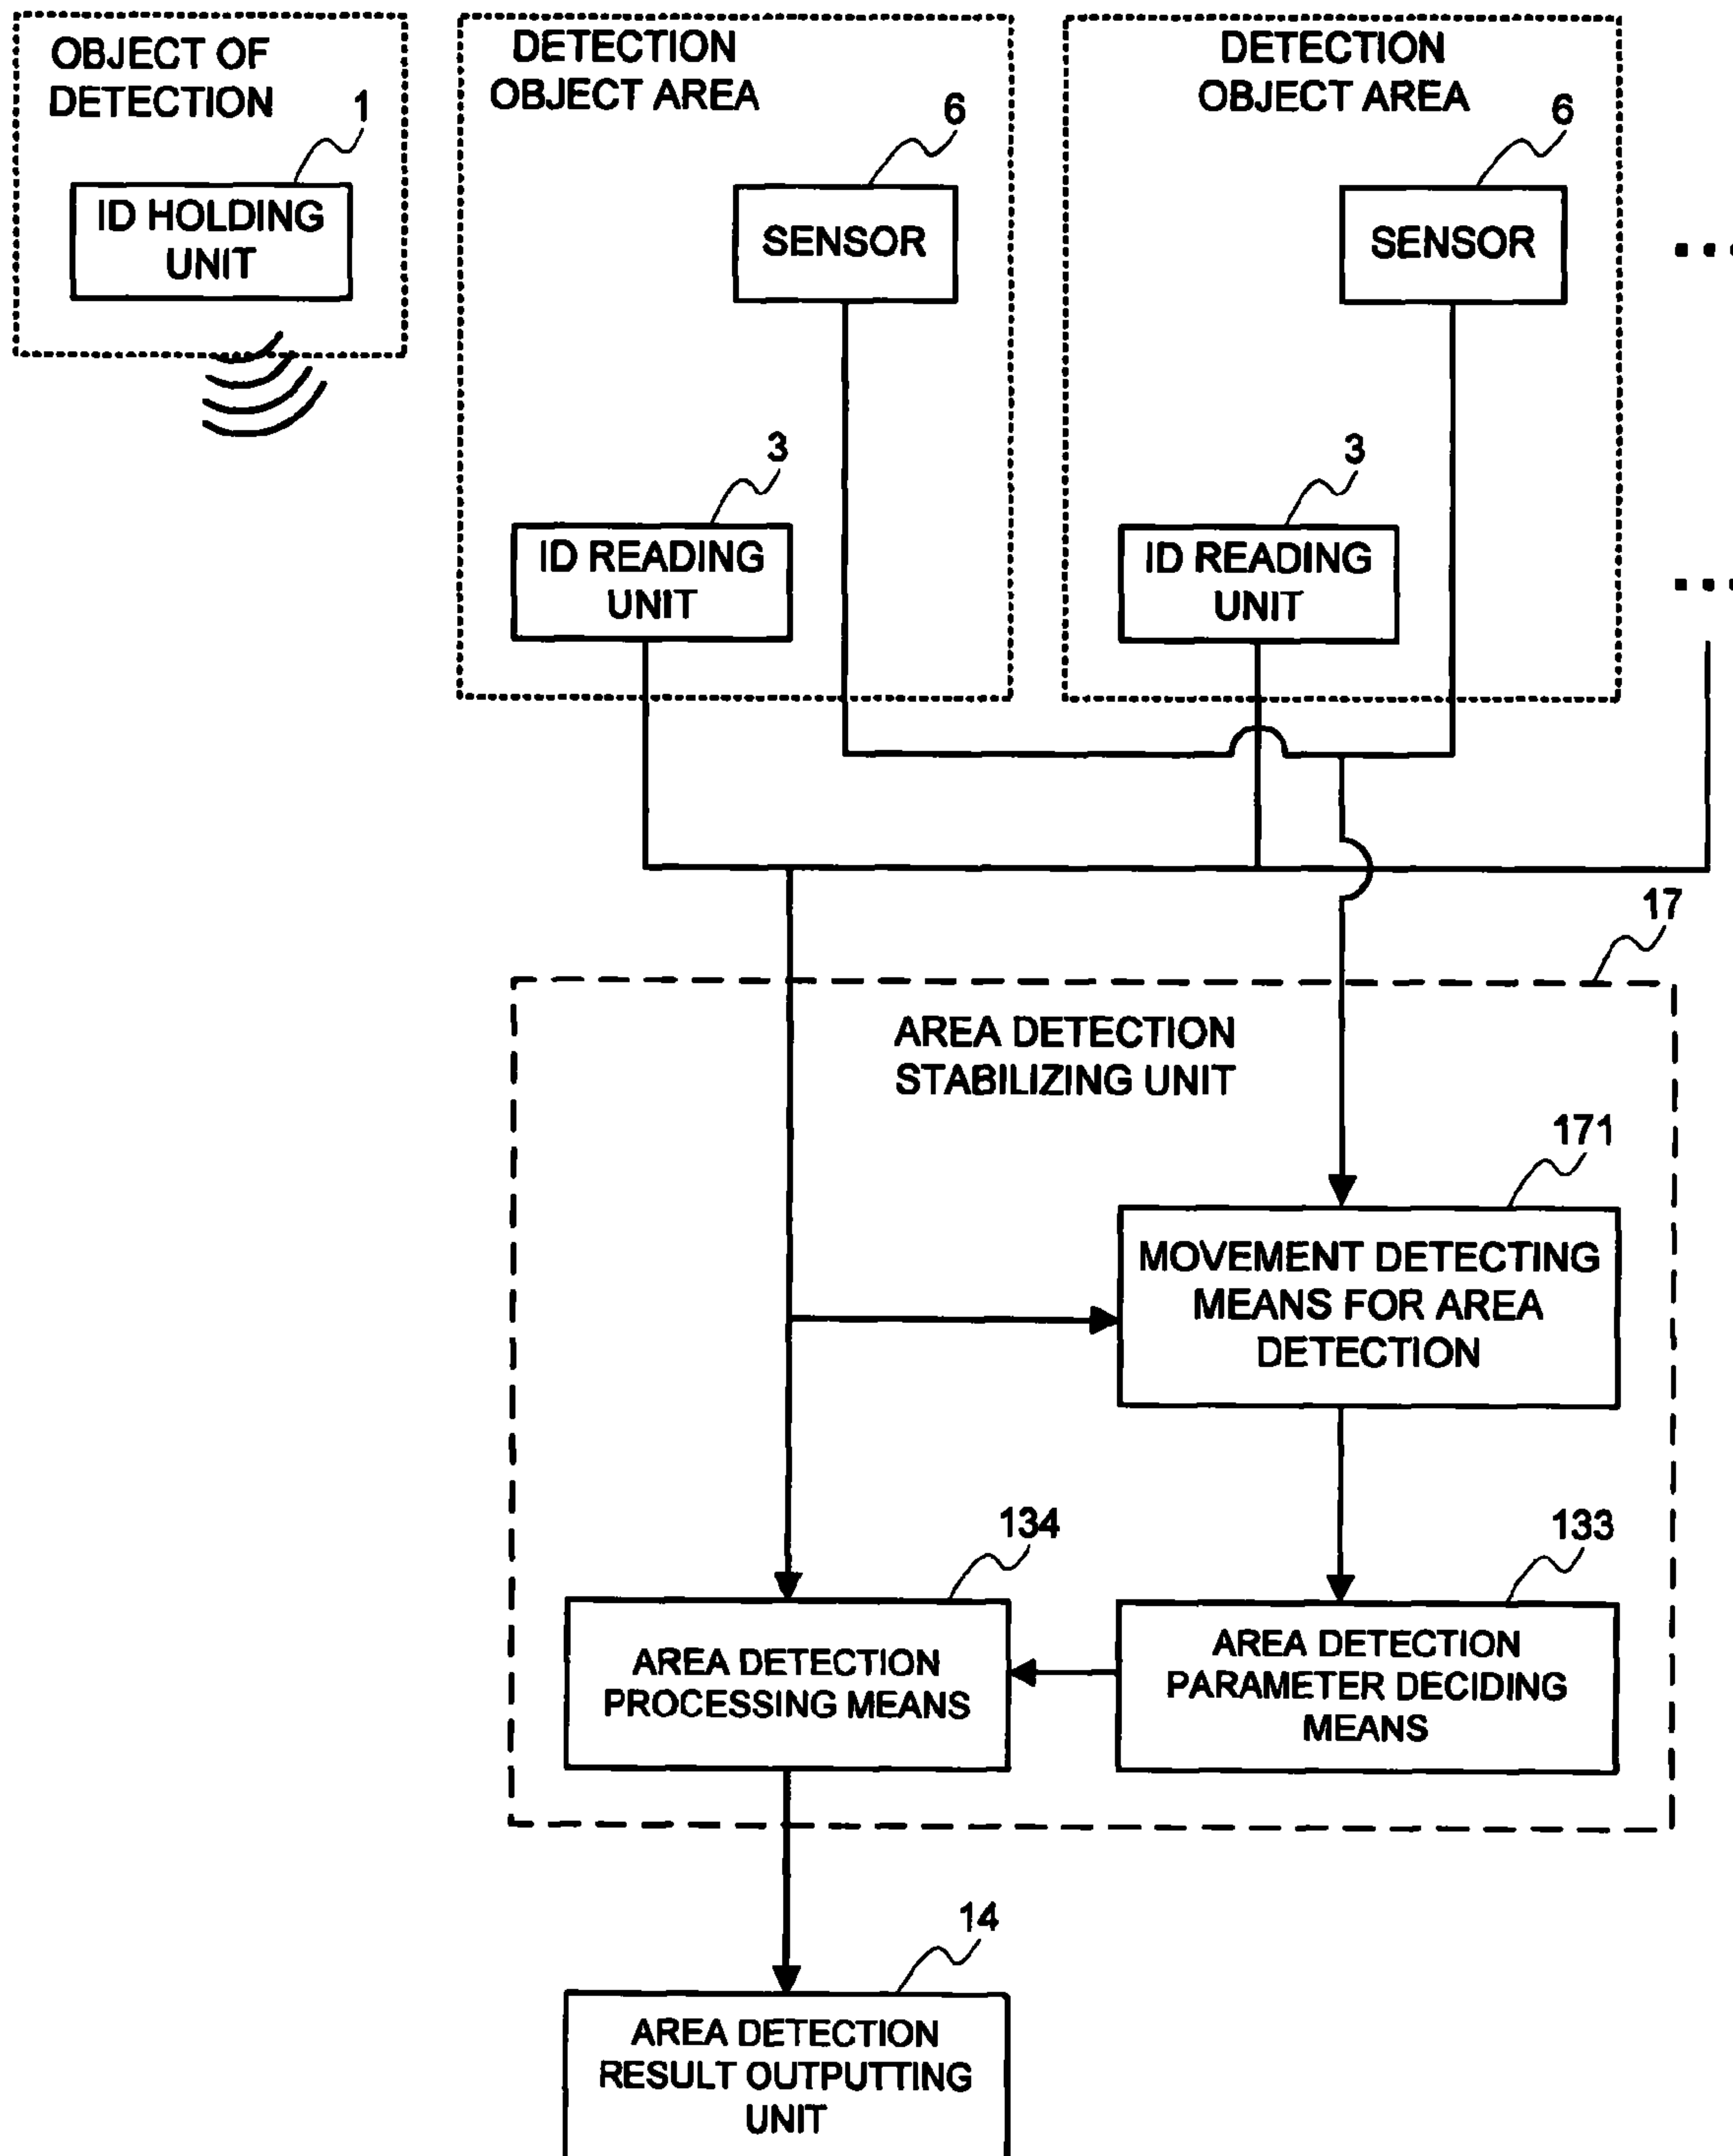 OBJECT OF
DETECTION
1
ID HOLDING
UNIT
DETECTION
OBJECT AREA
6
SENSOR
3
ID READING
UNIT
DETECTION
OBJECT AREA
6
SENSOR
...
3
ID READING
UNIT
...
17
AREA DETECTION
STABILIZING UNIT
171
MOVEMENT DETECTING
MEANS FOR AREA
DETECTION
134
AREA DETECTION
PROCESSING MEANS
133
AREA DETECTION
PARAMETER DECIDING
MEANS
14
AREA DETECTION
RESULT OUTPUTTING
UNIT